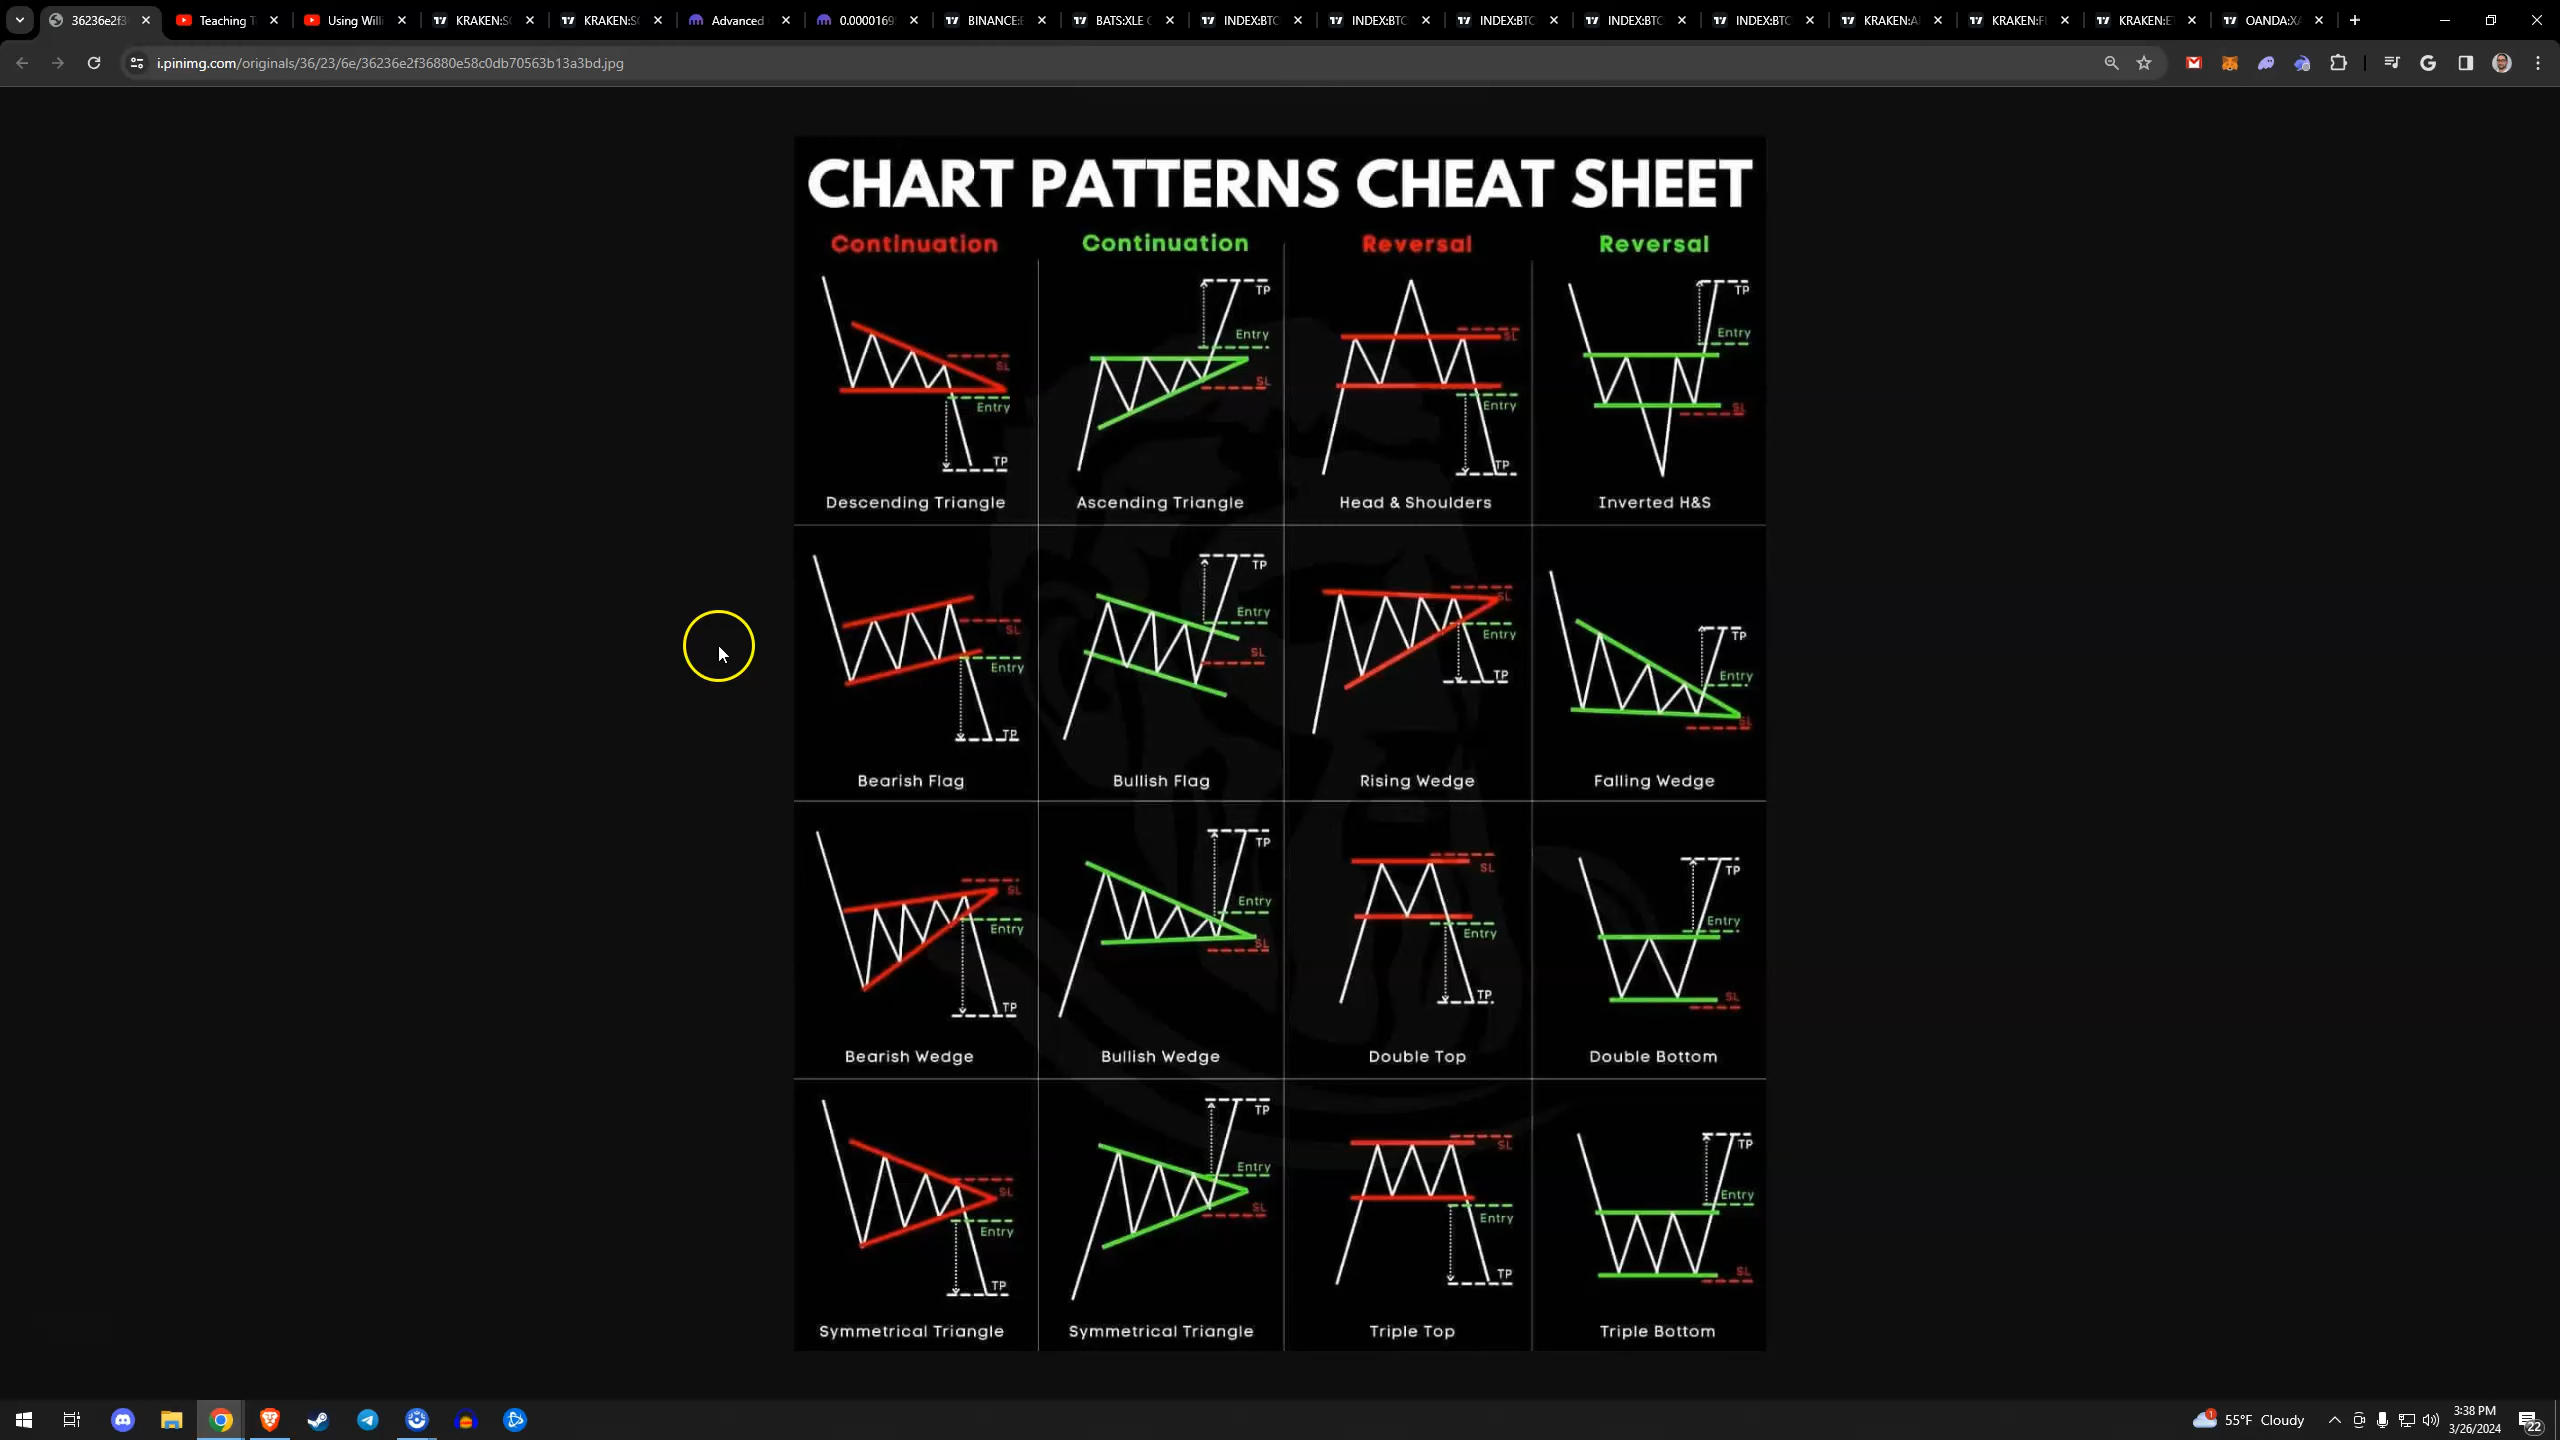 36236e2f3
Teaching T
Using Willi
KRAKEN:S
KRAKEN:S
Advanced
0.0000169
BINANCE:
BATS:XLE
INDEX:BTC
INDEX:BTC
INDEX:BTC
INDEX:BTC
INDEX:BTC
KRAKEN:A
KRAKEN:F
KRAKEN:E
OANDA:X
i.pinimg.com/originals/36/23/6e/36236e2f36880e58c0db70563b13a3bd.jpg
CHART PATTERNS CHEAT SHEET
Continuation Continuation Reversal Reversal
SL
Entry
TP
Descending Triangle
TP
Entry
SL
Ascending Triangle
SL
Entry
TP
Head & Shoulders
TP
Entry
SL
Inverted H&S
SL
Entry
TP
Bearish Flag
TP
Entry
SL
Bullish Flag
SL
Entry
TP
Rising Wedge
TP
Entry
SL
Falling Wedge
SL
Entry
TP
Bearish Wedge
TP
Entry
SL
Bullish Wedge
SL
Entry
TP
Double Top
TP
Entry
SL
Double Bottom
SL
Entry
TP
Symmetrical Triangle
TP
Entry
SL
Symmetrical Triangle
SL
Entry
TP
Triple Top
TP
Entry
SL
Triple Bottom
1
55°F Cloudy
3:38 PM
3/26/2024
22